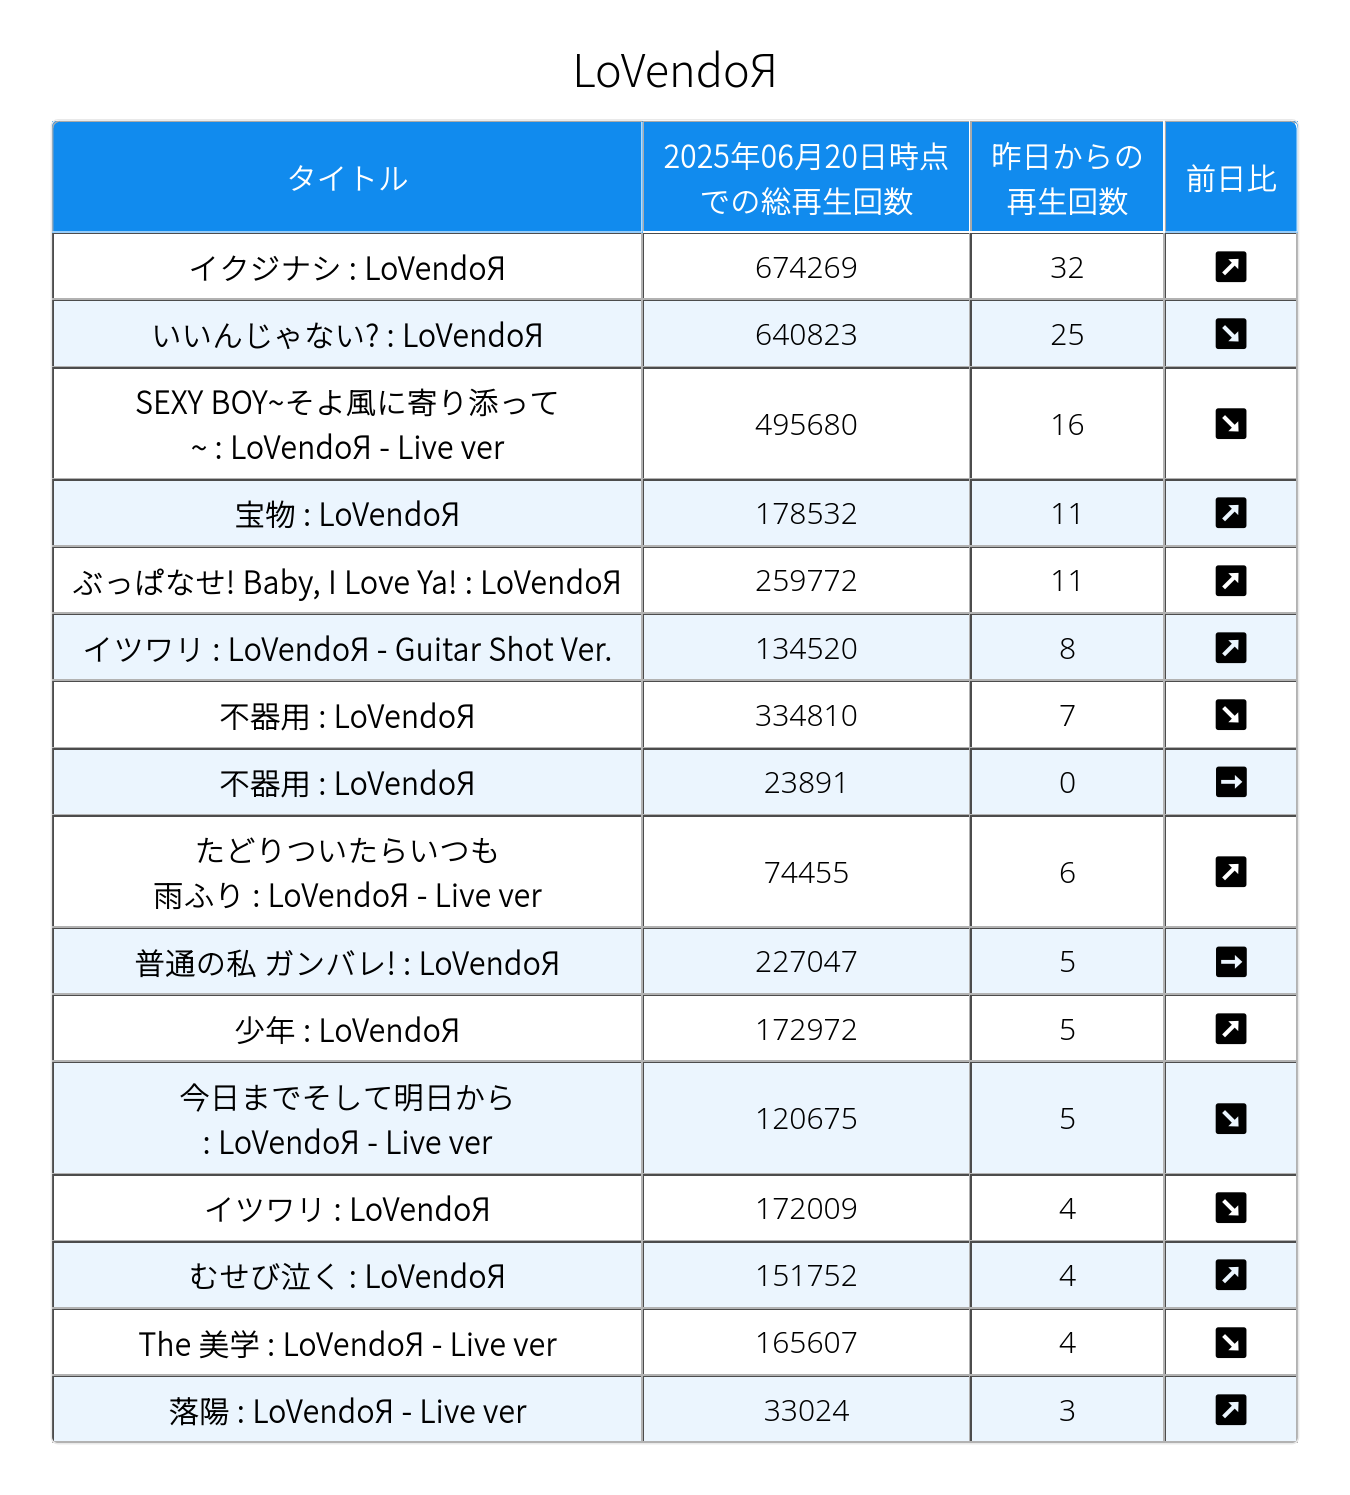 LoVendoЯ
タイトル
2025年06月20日時点
での総再生回数
昨日からの
再生回数
前日比
イクジナシ : LoVendoЯ 674269 32 ↗
いいんじゃない? : LoVendoЯ 640823 25 ↘
SEXY BOY~そよ風に寄り添って
~ : LoVendoЯ - Live ver 495680 16 ↘
宝物 : LoVendoЯ 178532 11 ↗
ぶっぱなせ! Baby, I Love Ya! : LoVendoЯ 259772 11 ↗
イツワリ : LoVendoЯ - Guitar Shot Ver. 134520 8 ↗
不器用 : LoVendoЯ 334810 7 ↘
不器用 : LoVendoЯ 23891 0 →
たどりついたらいつも
雨ふり : LoVendoЯ - Live ver 74455 6 ↗
普通の私 ガンバレ! : LoVendoЯ 227047 5 →
少年 : LoVendoЯ 172972 5 ↗
今日までそして明日から
: LoVendoЯ - Live ver 120675 5 ↘
イツワリ : LoVendoЯ 172009 4 ↘
むせび泣く : LoVendoЯ 151752 4 ↗
The 美学 : LoVendoЯ - Live ver 165607 4 ↘
落陽 : LoVendoЯ - Live ver 33024 3 ↗